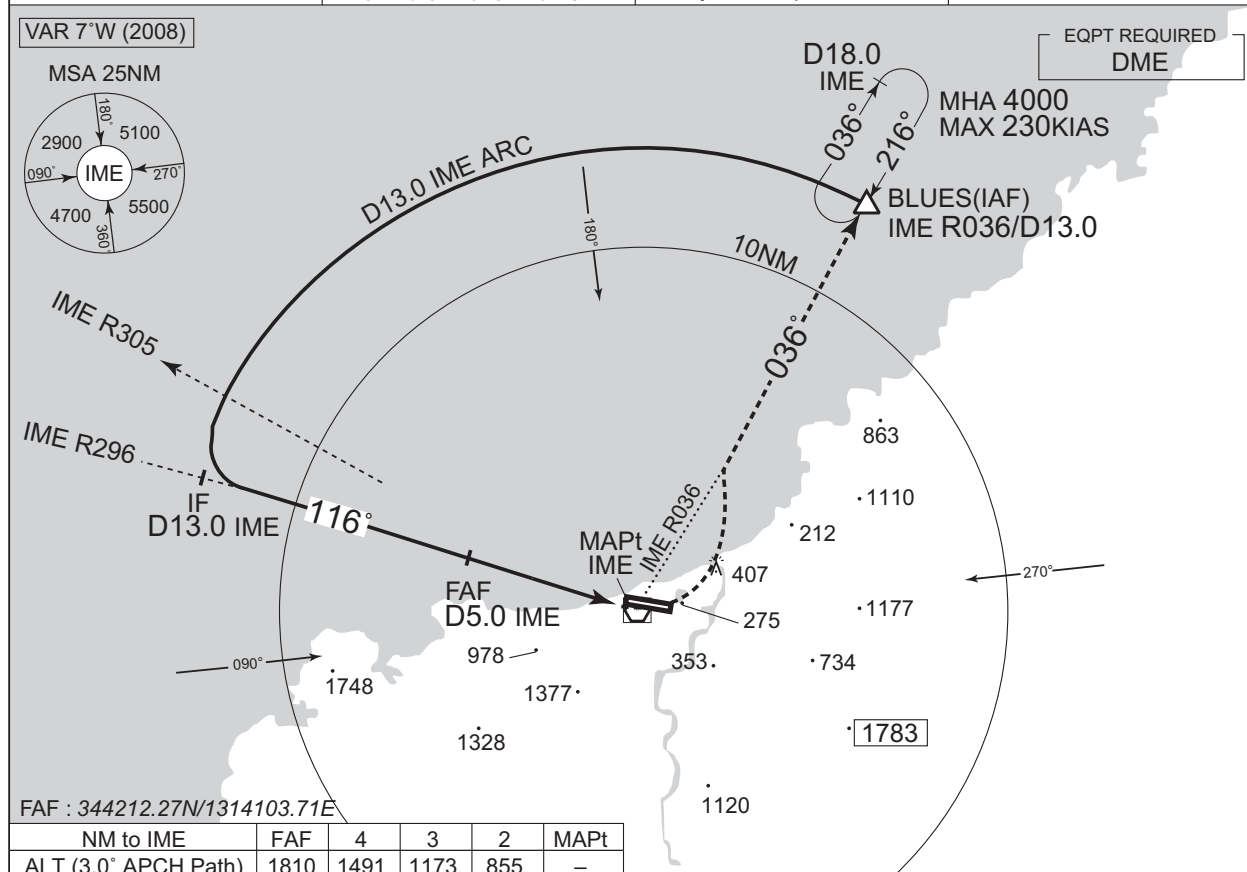 VAR 7˚W (2008)
MSA 25NM
180˚
2900
5100
090˚
IME
270˚
4700
5500
360˚
EQPT REQUIRED
DME
D18.0
IME
036˚
216˚
MHA 4000
MAX 230KIAS
D13.0 IME ARC
BLUES(IAF)
IME R036/D13.0
180˚
10NM
036˚
IME R305
IME R296
IF
D13.0 IME
116˚
IME R036
MAPt
IME
FAF
D5.0 IME
863
1110
212
407
270˚
275
1177
090˚
978
353
734
1748
1377
1783
1328
1120
FAF : 344212.27N/1314103.71E
NM to IME FAF 4 3 2 MAPt
ALT (3.0˚ APCH Path) 1810 1491 1173 855 –